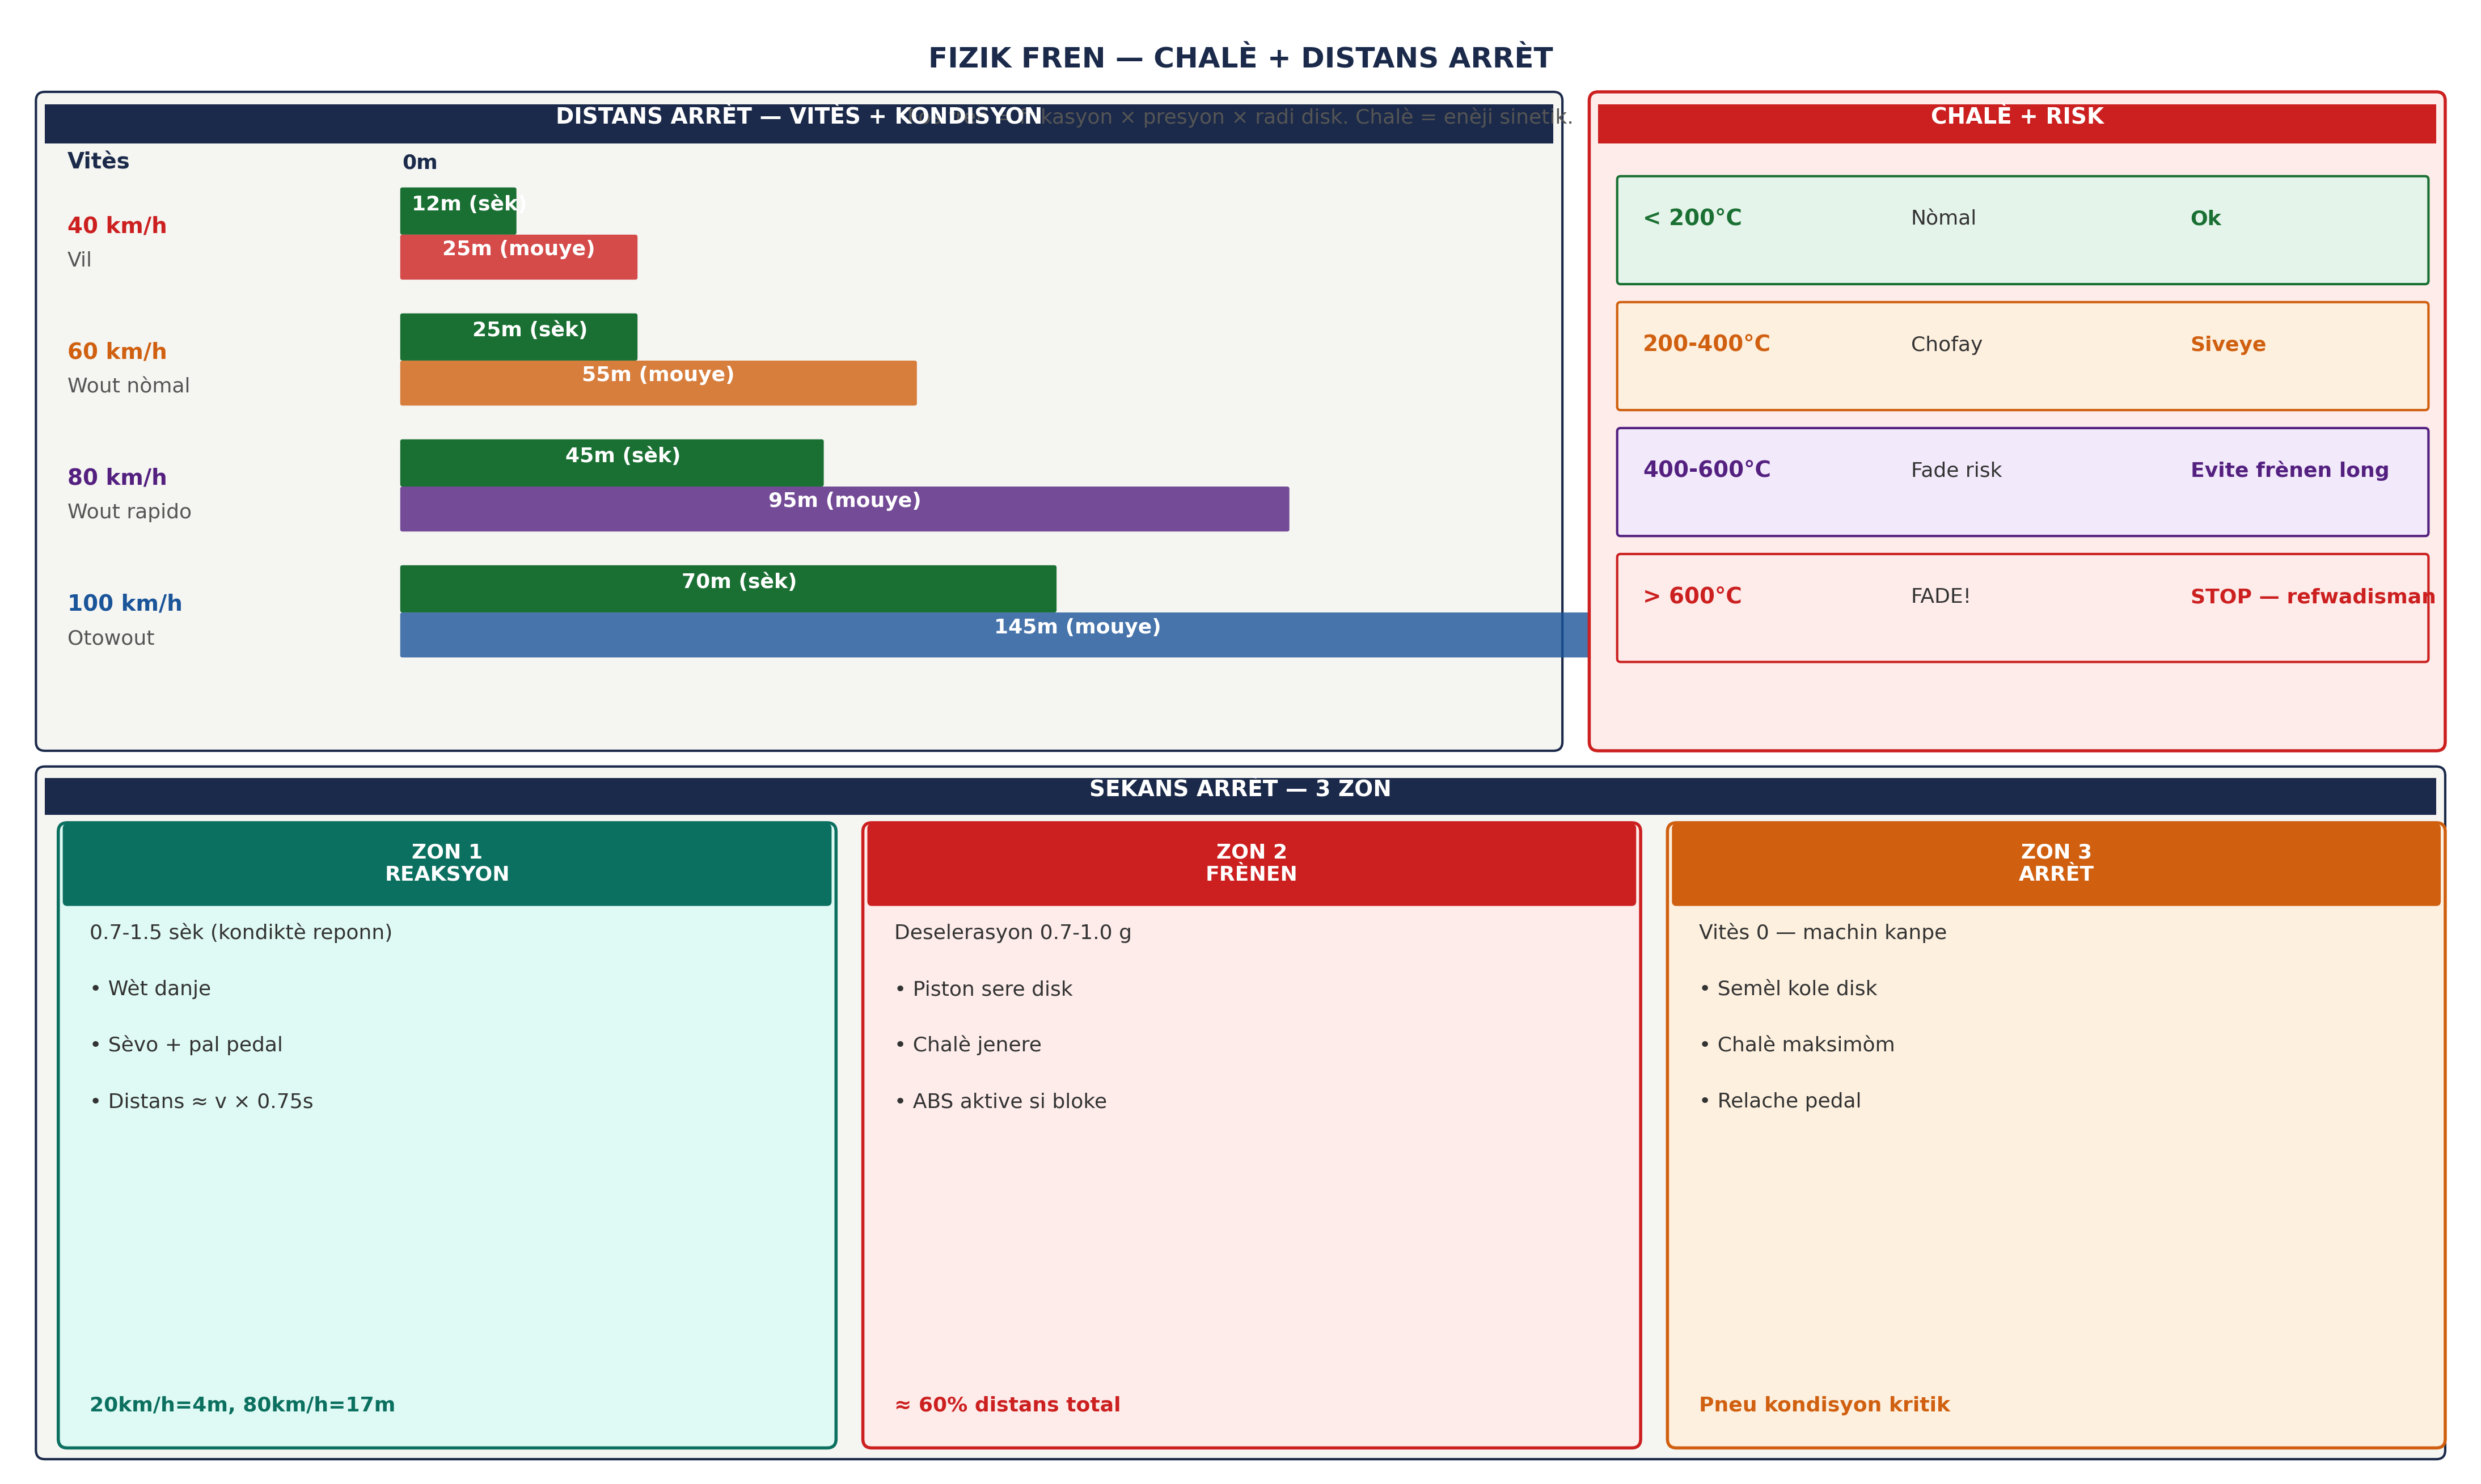 FIZIK FREN — CHALÈ + DISTANS ARRÈT
DISTANS ARRÈT — VITÈS + KONDISYON
kasyon × presyon × radi disk. Chalè = enèji sinetik.
Vitès
0m
40 km/h
Vil
12m (sèk)
25m (mouye)
60 km/h
Wout nòmal
25m (sèk)
55m (mouye)
80 km/h
Wout rapido
45m (sèk)
95m (mouye)
100 km/h
Otowout
70m (sèk)
145m (mouye)
CHALÈ + RISK
< 200°C Nòmal Ok
200-400°C Chofay Siveye
400-600°C Fade risk Evite frènen long
> 600°C FADE! STOP — refwadisman
SEKANS ARRÈT — 3 ZON
ZON 1
REAKSYON
0.7-1.5 sèk (kondiktè reponn)
• Wèt danje
• Sèvo + pal pedal
• Distans ≈ v × 0.75s
20km/h=4m, 80km/h=17m
ZON 2
FRÈNEN
Deselerasyon 0.7-1.0 g
• Piston sere disk
• Chalè jenere
• ABS aktive si bloke
≈ 60% distans total
ZON 3
ARRÈT
Vitès 0 — machin kanpe
• Semèl kole disk
• Chalè maksimòm
• Relache pedal
Pneu kondisyon kritik